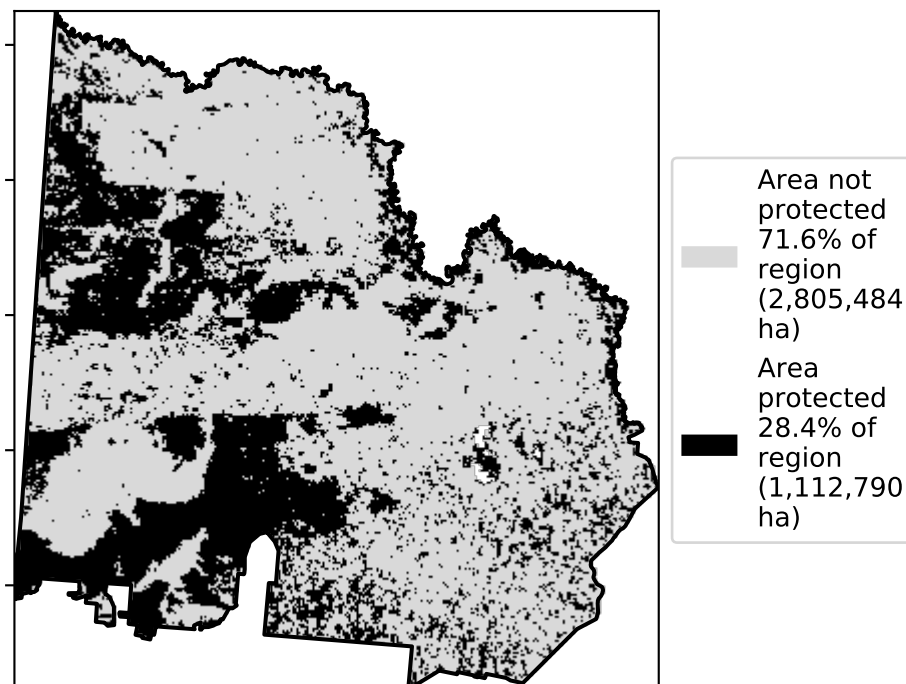 Area not
protected
71.6% of
region
(2,805,484
ha)
Area
protected
28.4% of
region
(1,112,790
ha)